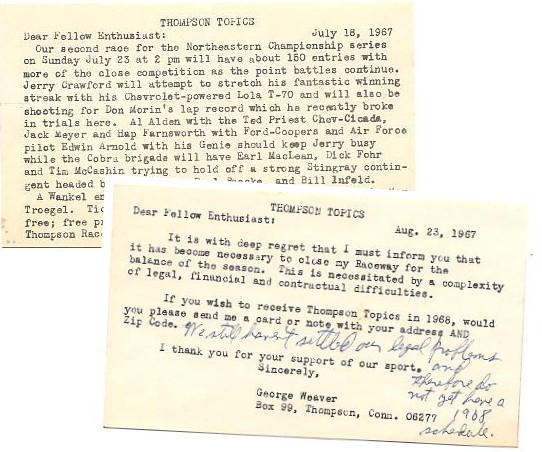 THOMPSON TOPICS
Dear Fellow Enthusiast: July 18, 1967
Our second race for the Northeastern Championship series
on Sunday July 23 at 2 pm will have about 150 entries with
more of the close competition as the point battles continue.
Jerry Crawford will attempt to stretch his fantastic winning
streak with his Chevrolet-powered Lola T-70 and will also be
shooting for Don Morin's lap record which he recently broke
in trials here. Al Alden with the Ted Priest Chev-Cicada,
Jack Meyer and Hap Farnsworth with Ford-Coopers and Air Force
pilot Edwin Arnold with his Genie should keep Jerry busy
while the Cobra brigade will have Earl MacLean, Dick Fohr
and Tim McCashin trying to hold off a strong Stingray contin-
gent headed b and Bill Infeld.
A Wankel en
Troegel. Tic
free; free pr
Thompson Rac
THOMPSON TOPICS
Dear Fellow Enthusiast: Aug. 23, 1967
It is with deep regret that I must inform you that
it has become necessary to close my Raceway for the
balance of the season. This is necessitated by a complexity
of legal, financial and contractual difficulties.
If you wish to receive Thompson Topics in 1968, would
you please send me a card or note with your address AND
Zip Code. We still haven't settled our legal problems
and
therefore do
not yet have a
1968
schedule.
I thank you for your support of our sport.
Sincerely,
George Weaver
Box 99, Thompson, Conn. 06277